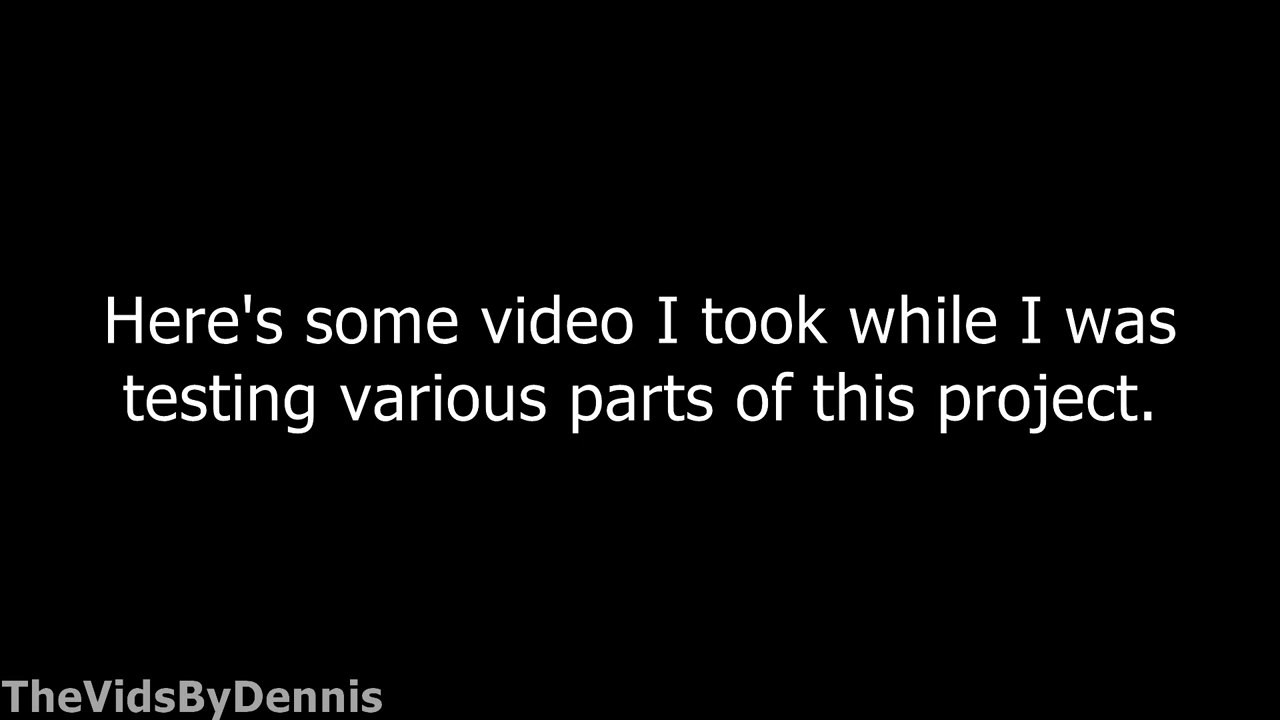 Here's some video I took while I was
testing various parts of this project.
TheVidsByDennis